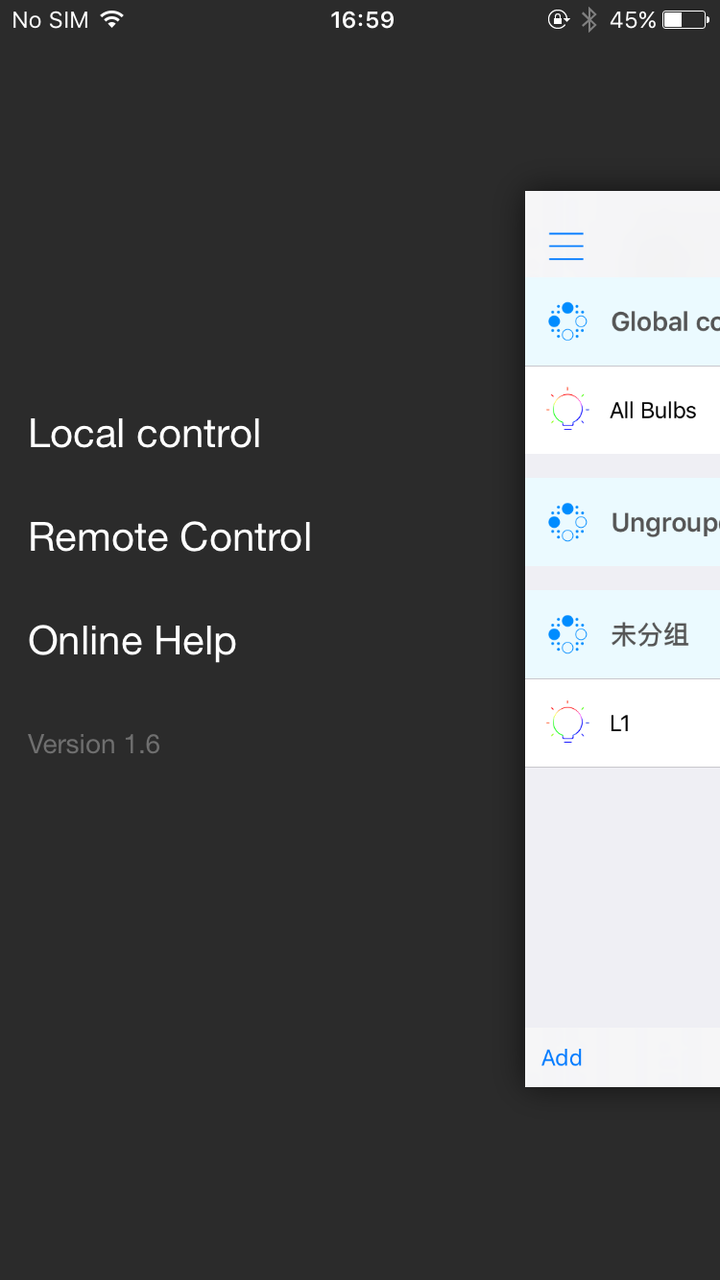 No SIM 16:59 45%
Local control
Remote Control
Online Help
Version 1.6
Global co
All Bulbs
Ungroupe
未分组
L1
Add